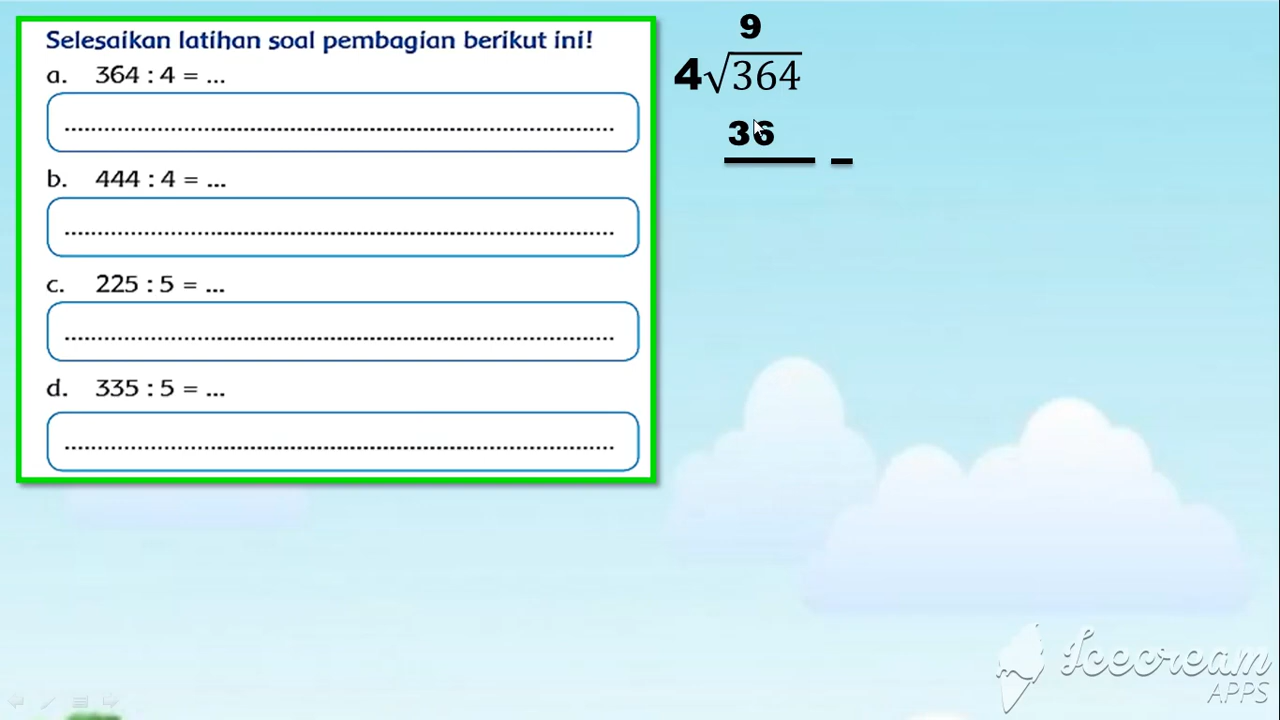 Selesaikan latihan soal pembagian berikut ini!
a. 364 : 4 = ...
................................................................................
b. 444 : 4 = ...
................................................................................
c. 225 : 5 = ...
................................................................................
d. 335 : 5 = ...
................................................................................
9
4√364
36
_
Icecream
APPS